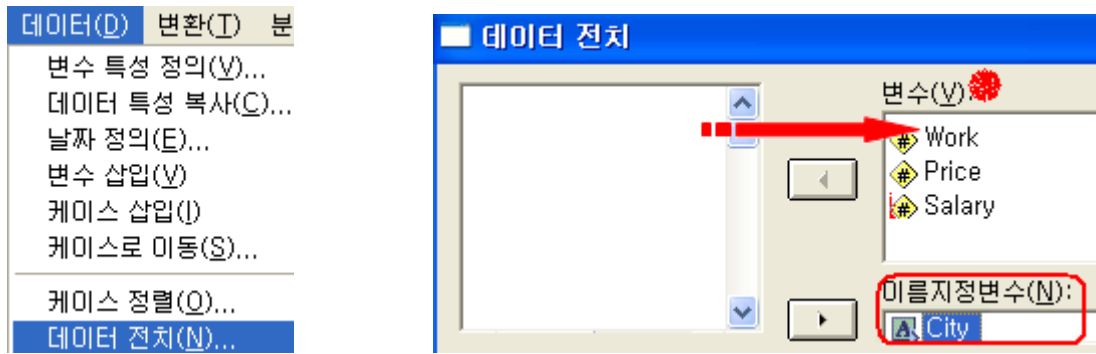 데이터(D) 변환(T) 분
변수 특성 정의(V)...
데이터 특성 복사(C)...
날짜 정의(E)...
변수 삽입(V)
케이스 삽입(I)
케이스로 이동(S)...
케이스 정렬(O)...
데이터 전치(N)...
데이터 전치
변수(V):
Work
Price
Salary
이름지정변수(N):
City